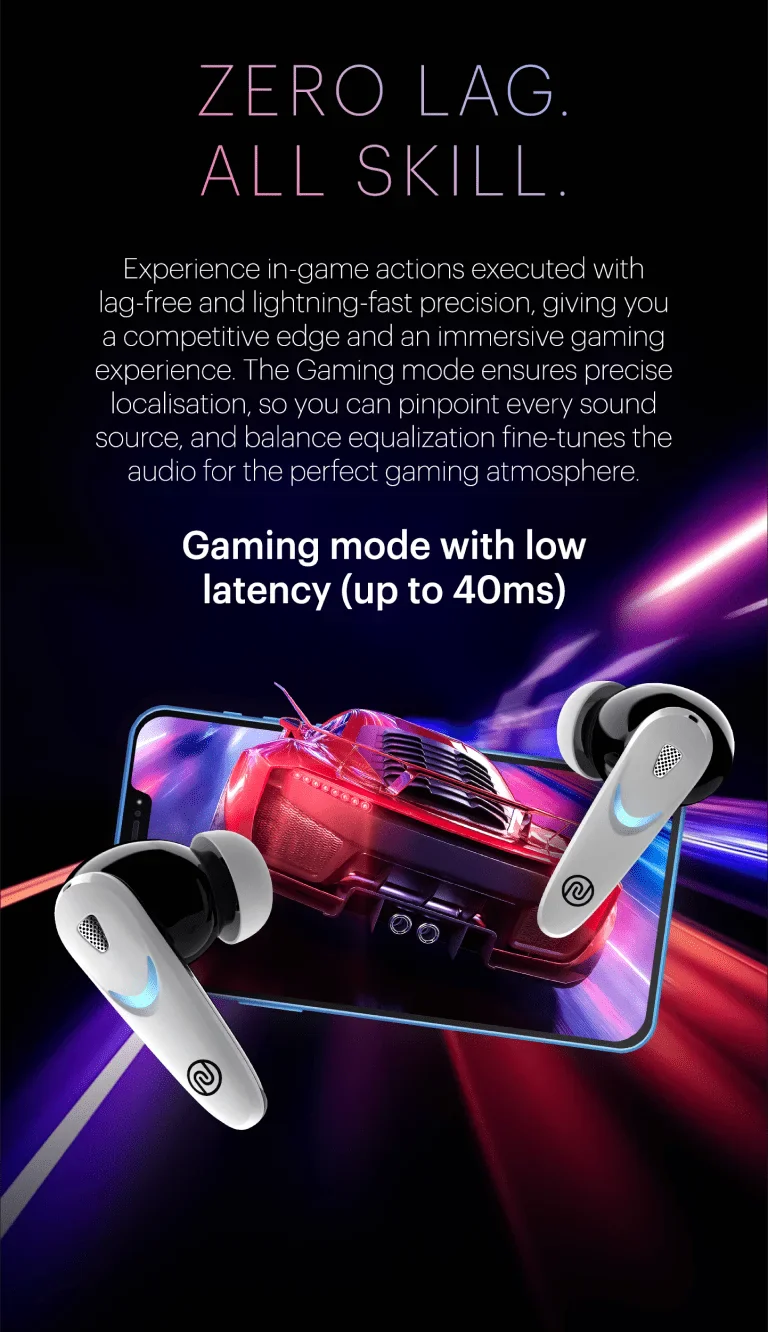 ZERO LAG.
ALL SKILL.
Experience in-game actions executed with
lag-free and lightning-fast precision, giving you
a competitive edge and an immersive gaming
experience. The Gaming mode ensures precise
localisation, so you can pinpoint every sound
source, and balance equalization fine-tunes the
audio for the perfect gaming atmosphere.
Gaming mode with low
latency (up to 40ms)